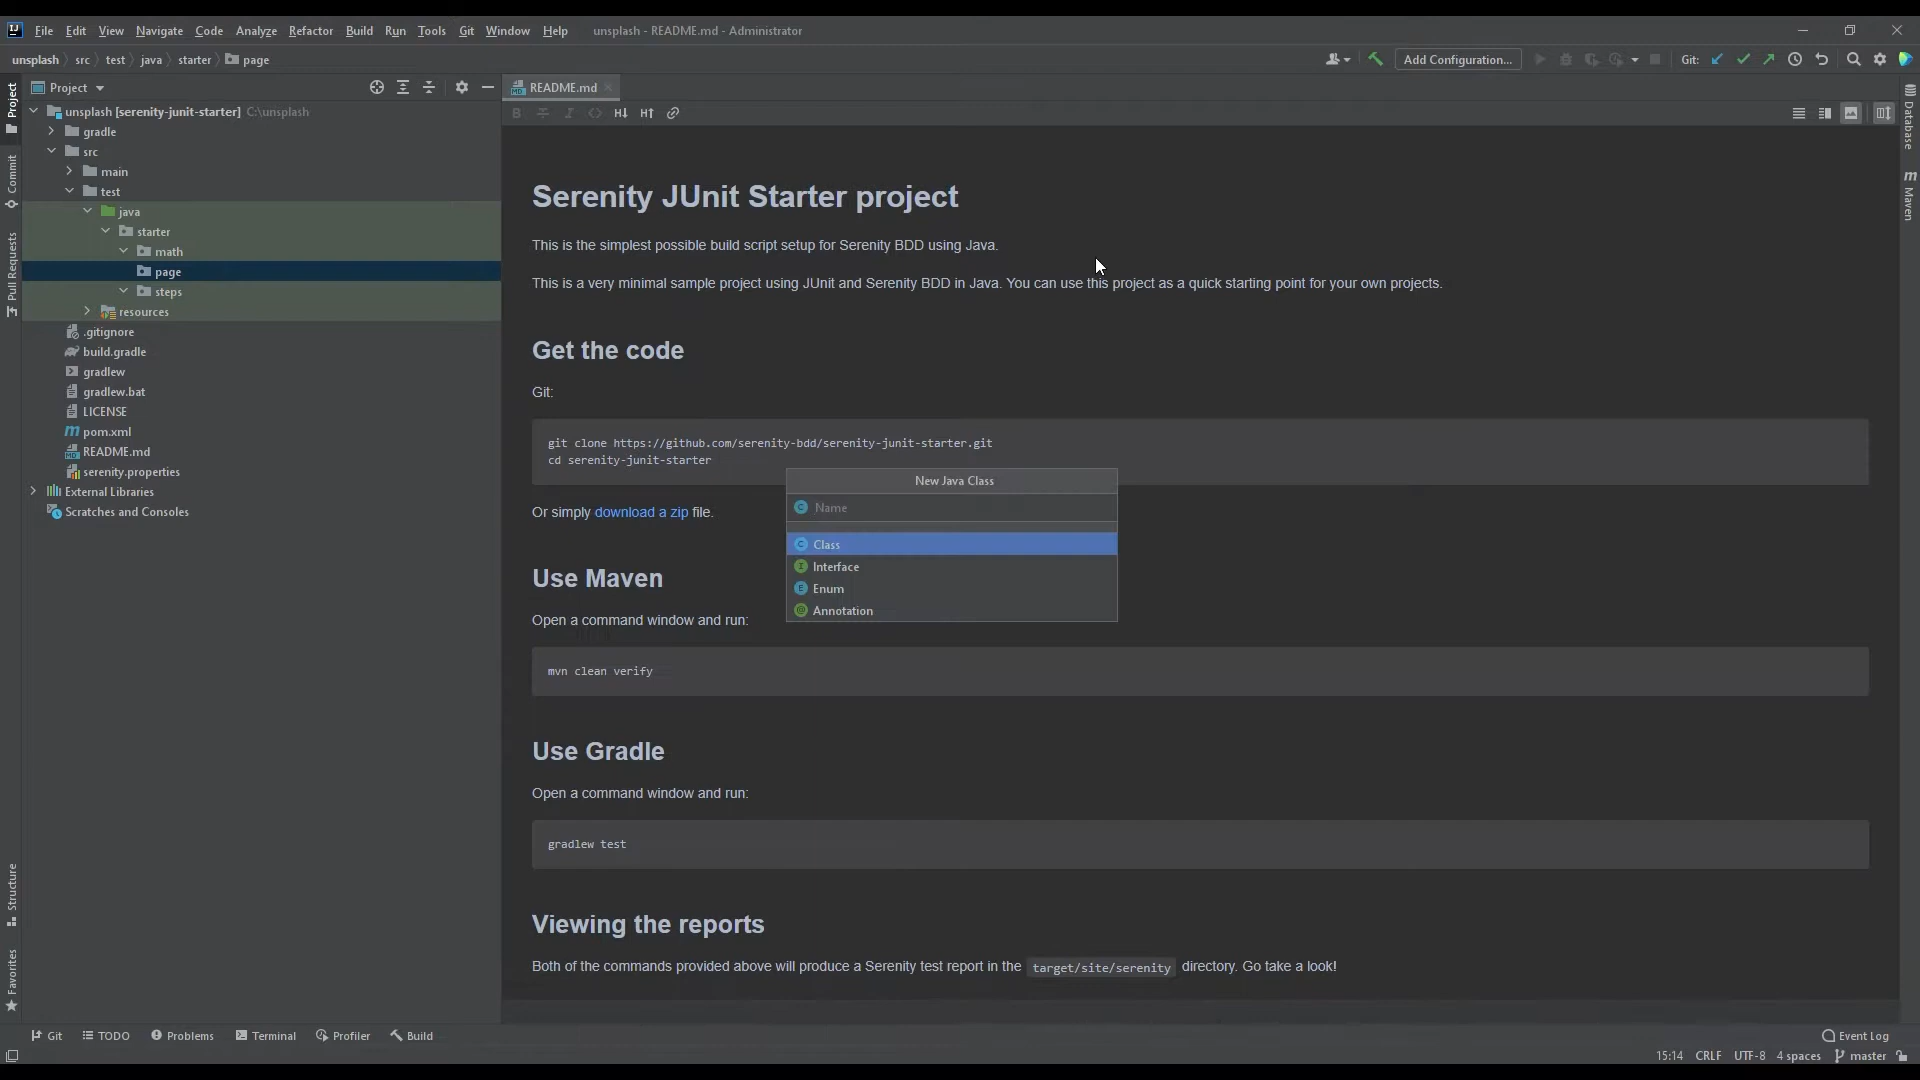 File Edit View Navigate Code Analyze Refactor Build Run Tools Git Window Help unsplash - README.md - Administrator
unsplash src test java starter page Add Configuration... Git:
Project
README.md
unsplash [serenity-junit-starter] C:\unsplash
gradle
src
main
test
java
starter
math
page
steps
resources
.gitignore
build.gradle
gradlew
gradlew.bat
LICENSE
pom.xml
README.md
serenity.properties
External Libraries
Scratches and Consoles
Project
Commit
Pull Requests
Structure
Favorites
Serenity JUnit Starter project
This is the simplest possible build script setup for Serenity BDD using Java.
This is a very minimal sample project using JUnit and Serenity BDD in Java. You can use this project as a quick starting point for your own projects.
Get the code
Git:
git clone https://github.com/serenity-bdd/serenity-junit-starter.git
cd serenity-junit-starter
Or simply download a zip file.
New Java Class
Name
Class
Interface
Enum
Annotation
Use Maven
Open a command window and run:
mvn clean verify
Use Gradle
Open a command window and run:
gradlew test
Viewing the reports
Both of the commands provided above will produce a Serenity test report in the target/site/serenity directory. Go take a look!
Database
Maven
Git TODO Problems Terminal Profiler Build Event Log
15:14 CRLF UTF-8 4 spaces master